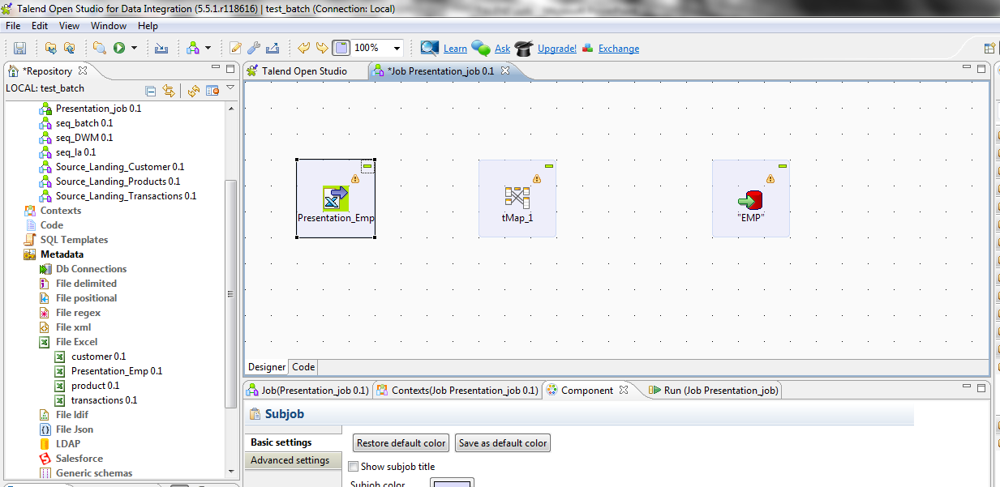 Talend Open Studio for Data Integration (5.5.1.r118616) | test_batch (Connection: Local)
File Edit View Window Help
100% Learn Ask Upgrade! Exchange
*Repository
LOCAL: test_batch
Presentation_job 0.1
seq_batch 0.1
seq_DWM 0.1
seq_la 0.1
Source_Landing_Customer 0.1
Source_Landing_Products 0.1
Source_Landing_Transactions 0.1
Contexts
Code
SQL Templates
Metadata
Db Connections
File delimited
File positional
File regex
File xml
File Excel
customer 0.1
Presentation_Emp 0.1
product 0.1
transactions 0.1
File ldif
File Json
LDAP
Salesforce
Generic schemas
Talend Open Studio *Job Presentation_job 0.1
Presentation_Emp tMap_1 "EMP"
Designer Code
Job(Presentation_job 0.1) Contexts(Job Presentation_job 0.1) Component Run (Job Presentation_job)
Subjob
Basic settings
Advanced settings
Restore default color Save as default color
Show subjob title
Subjob color